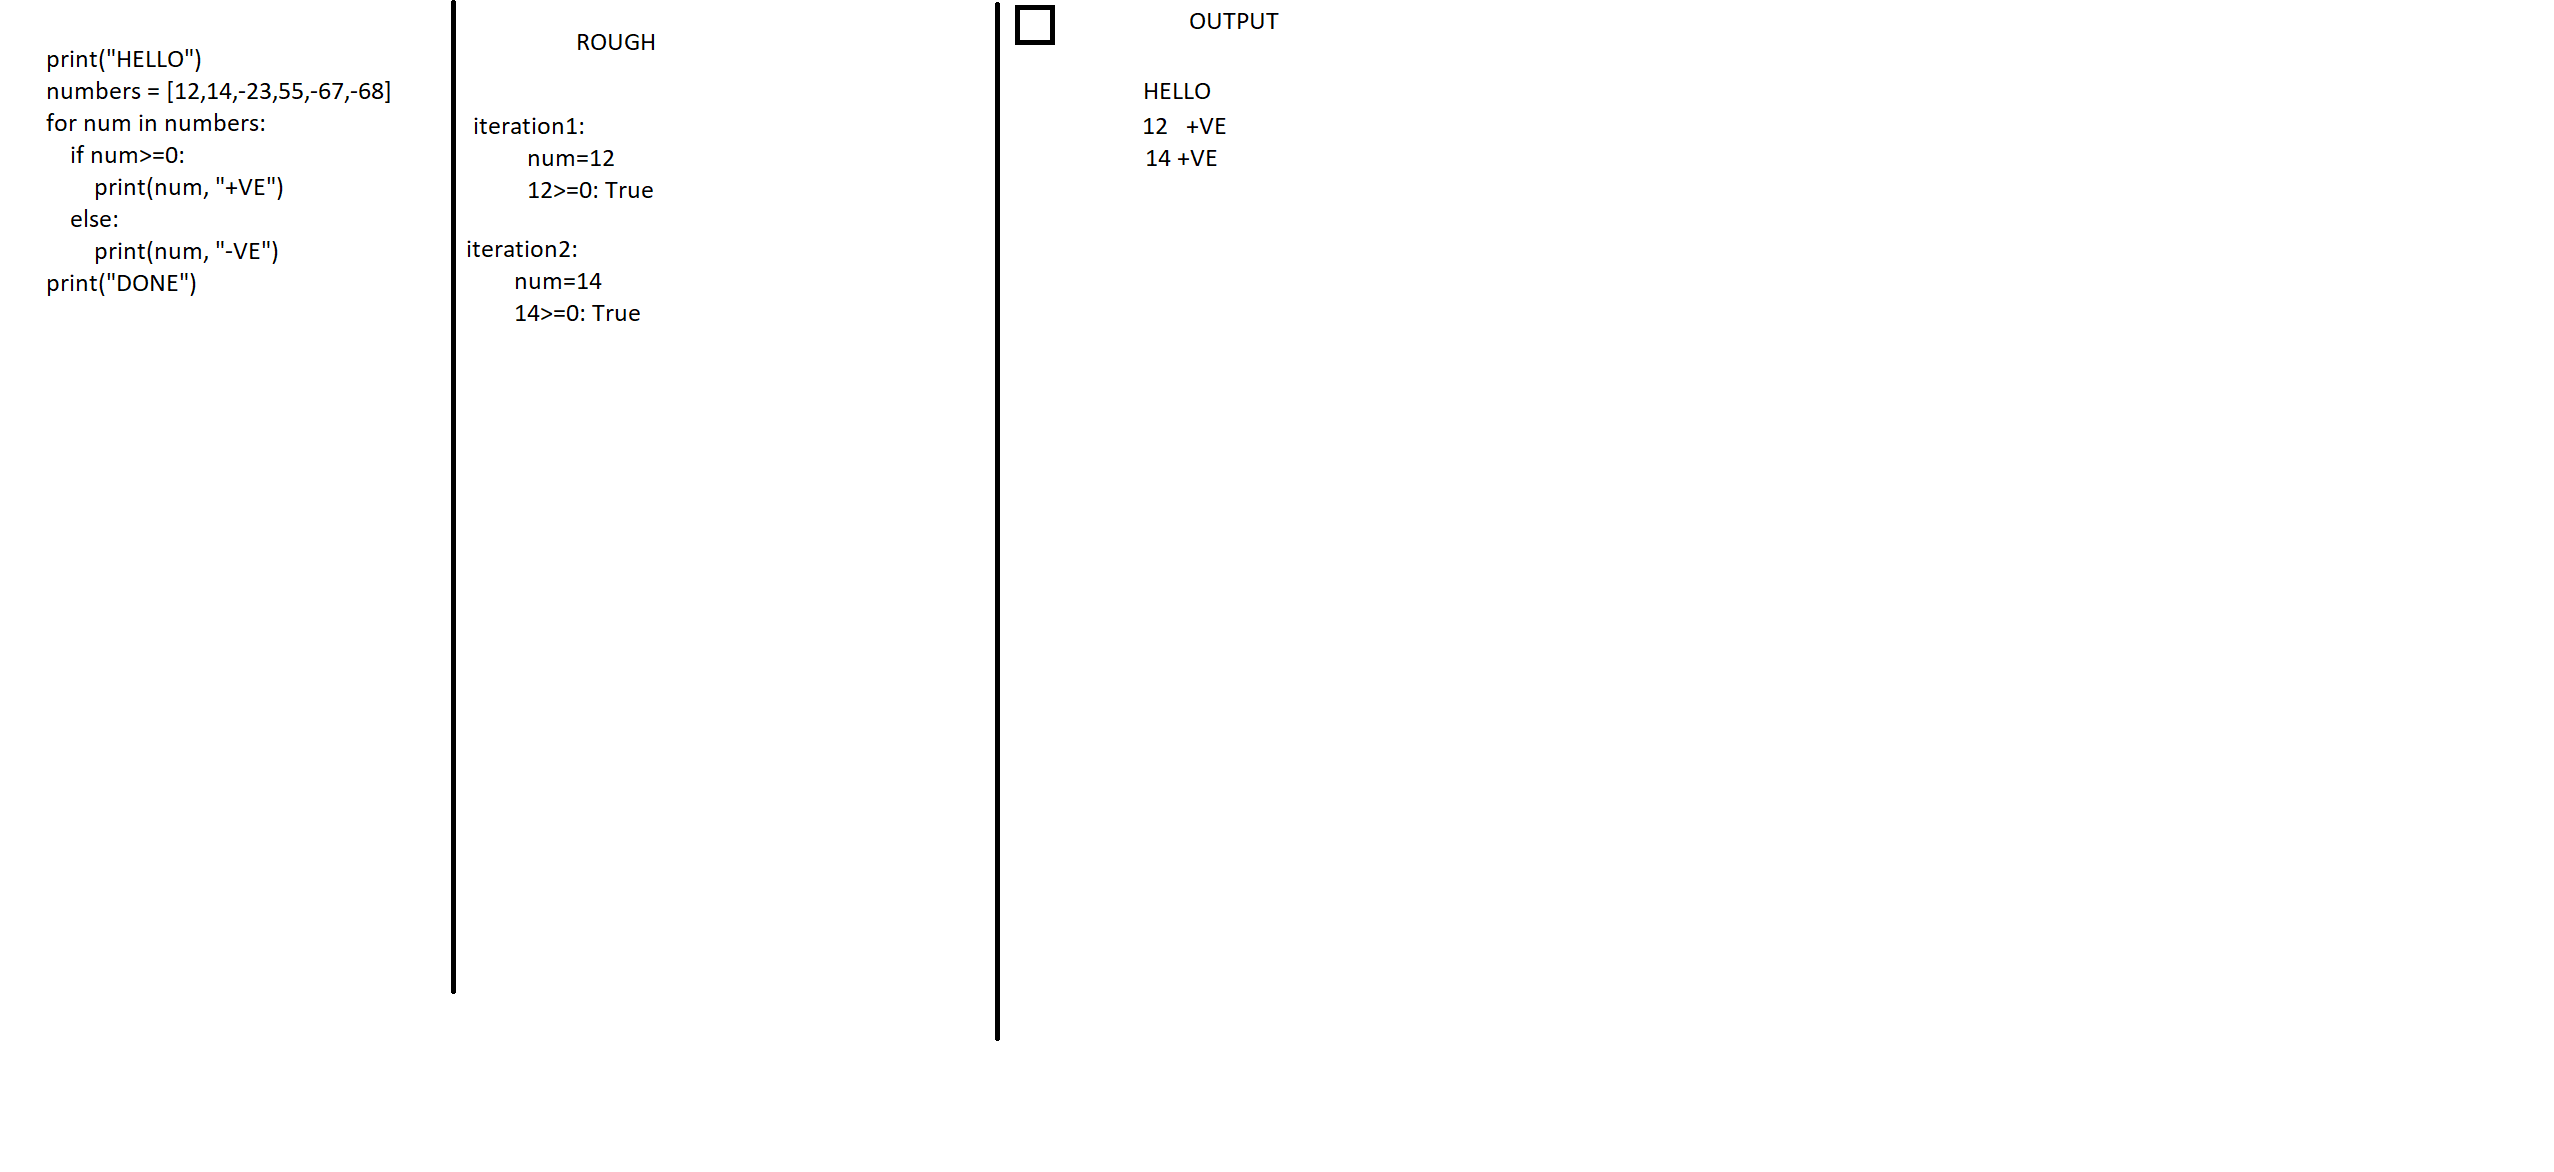 print("HELLO")
numbers = [12,14,-23,55,-67,-68]
for num in numbers:
    if num>=0:
        print(num, "+VE")
    else:
        print(num, "-VE")
print("DONE")
ROUGH
iteration1:
        num=12
        12>=0: True
iteration2:
        num=14
        14>=0: True
OUTPUT
HELLO
12   +VE
14 +VE